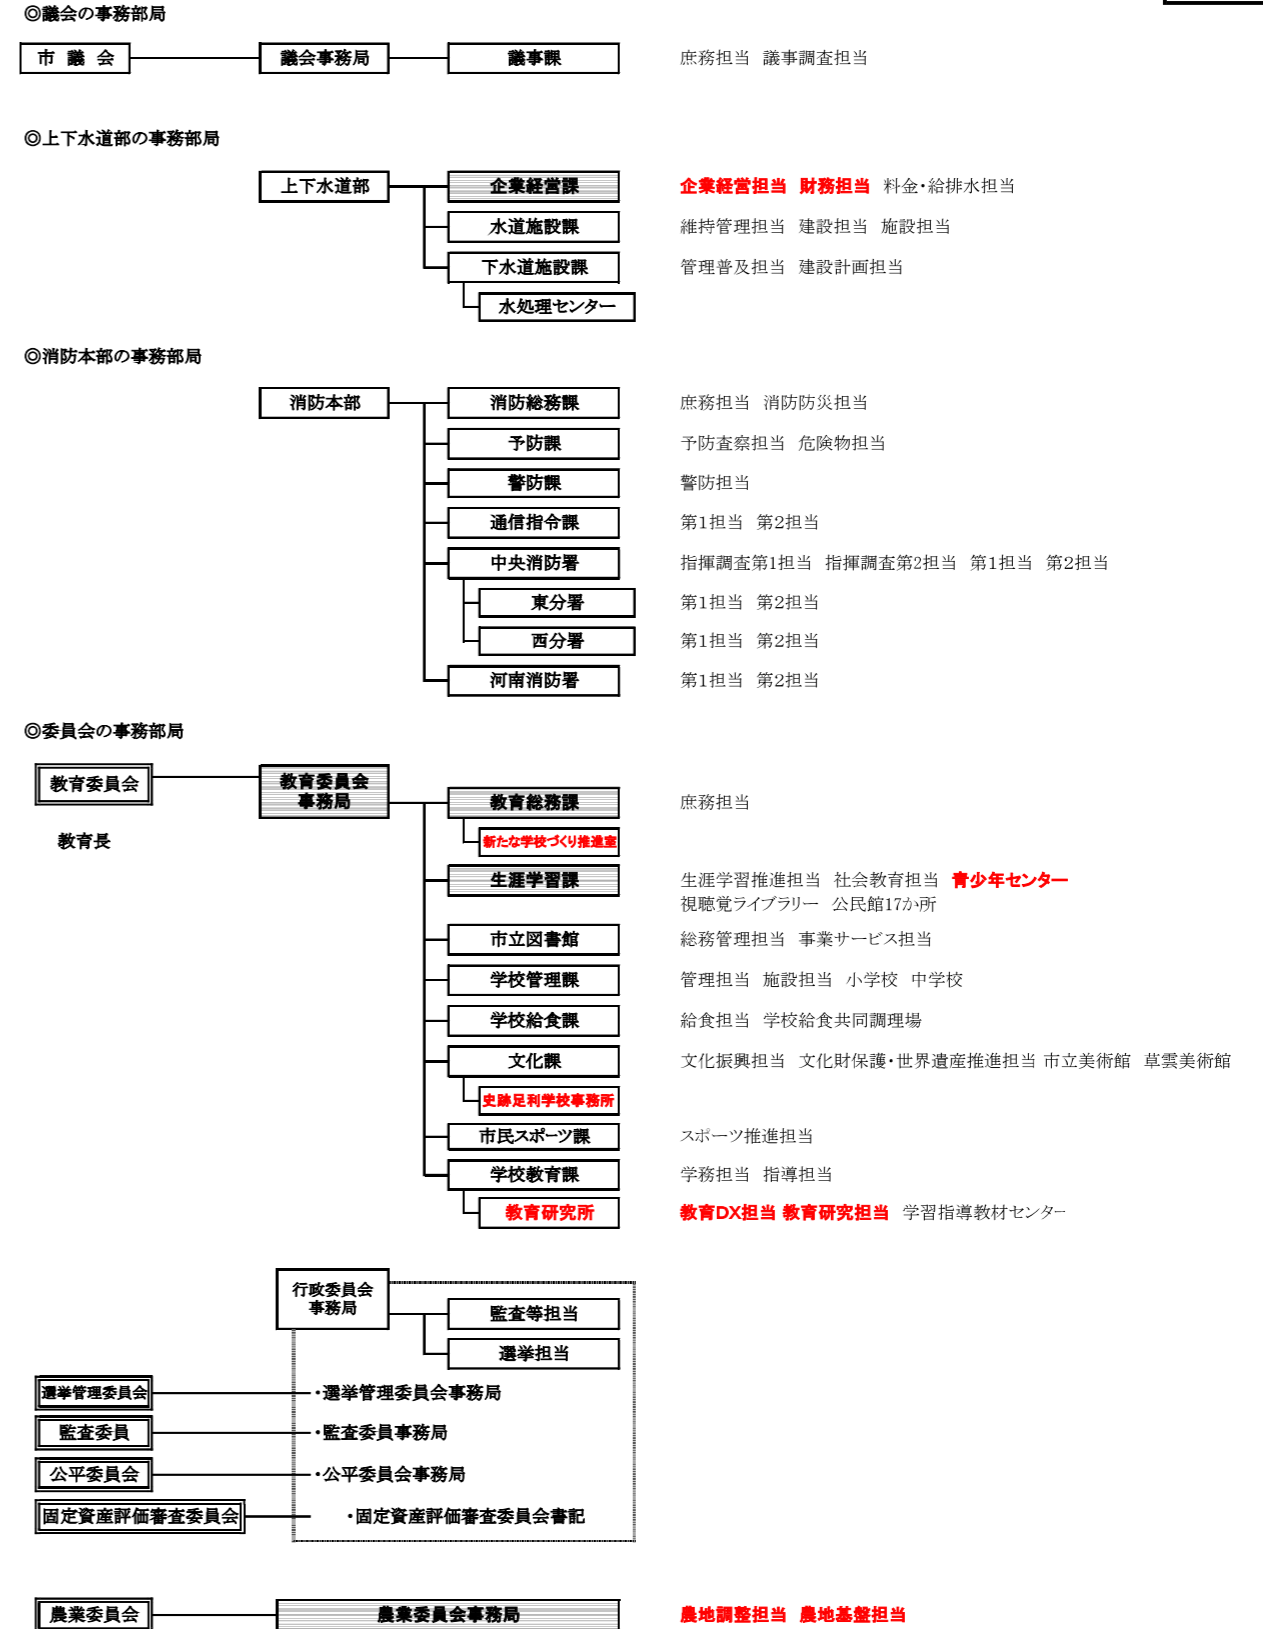 ◎議会の事務部局
市 議 会 議会事務局 議事課 庶務担当 議事調査担当
◎上下水道部の事務部局
上下水道部 企業経営課 企業経営担当 財務担当 料金・給排水担当
水道施設課 維持管理担当 建設担当 施設担当
下水道施設課 管理普及担当 建設計画担当
水処理センター
◎消防本部の事務部局
消防本部 消防総務課 庶務担当 消防防災担当
予防課 予防査察担当 危険物担当
警防課 警防担当
通信指令課 第1担当 第2担当
中央消防署 指揮調査第1担当 指揮調査第2担当 第1担当 第2担当
東分署 第1担当 第2担当
西分署 第1担当 第2担当
河南消防署 第1担当 第2担当
◎委員会の事務部局
教育委員会 教育委員会
事務局
教育総務課 庶務担当
教育長 新たな学校づくり推進室
生涯学習課 生涯学習推進担当 社会教育担当 青少年センター
視聴覚ライブラリー 公民館17か所
市立図書館 総務管理担当 事業サービス担当
学校管理課 管理担当 施設担当 小学校 中学校
学校給食課 給食担当 学校給食共同調理場
文化課 文化振興担当 文化財保護・世界遺産推進担当 市立美術館 草雲美術館
史跡足利学校事務所
市民スポーツ課 スポーツ推進担当
学校教育課 学務担当 指導担当
教育研究所 教育DX担当 教育研究担当 学習指導教材センター
行政委員会
事務局
監査等担当
選挙担当
選挙管理委員会 ・選挙管理委員会事務局
監査委員 ・監査委員事務局
公平委員会 ・公平委員会事務局
固定資産評価審査委員会 ・固定資産評価審査委員会書記
農業委員会 農業委員会事務局 農地調整担当 農地基盤担当